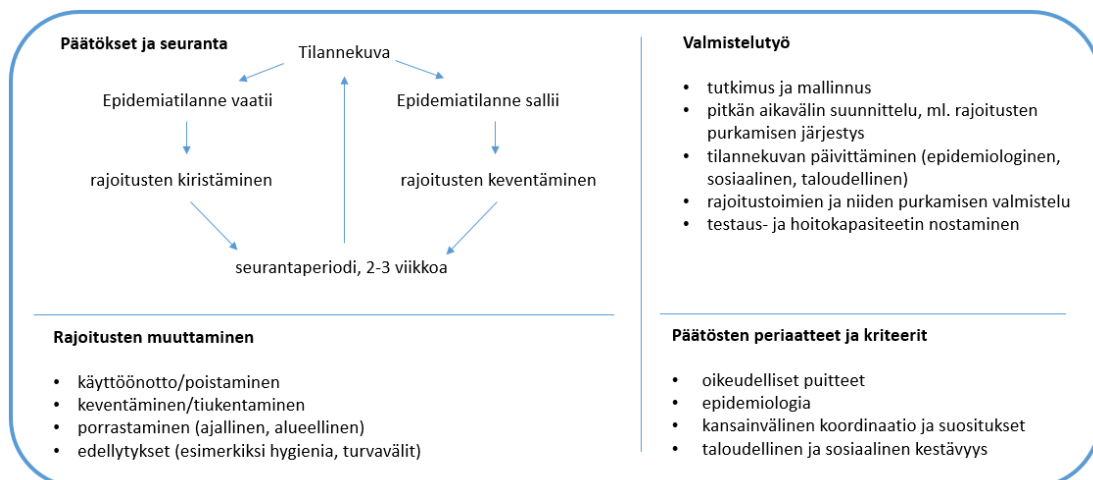 Päätökset ja seuranta
Tilannekuva
Epidemiatilanne vaatii
Epidemiatilanne sallii
rajoitusten kiristäminen
rajoitusten keventäminen
seurantaperiodi, 2-3 viikkoa
Valmistelutyö
• tutkimus ja mallinnus
• pitkän aikavälin suunnittelu, ml. rajoitusten
purkamisen järjestys
• tilannekuvan päivittäminen (epidemiologinen,
sosiaalinen, taloudellinen)
• rajoitustoimien ja niiden purkamisen valmistelu
• testaus- ja hoitokapasiteetin nostaminen
Rajoitusten muuttaminen
• käyttöönotto/poistaminen
• keventäminen/tiukentaminen
• porrastaminen (ajallinen, alueellinen)
• edellytykset (esimerkiksi hygienia, turvavälit)
Päätösten periaatteet ja kriteerit
• oikeudelliset puitteet
• epidemiologia
• kansainvälinen koordinaatio ja suositukset
• taloudellinen ja sosiaalinen kestävyys